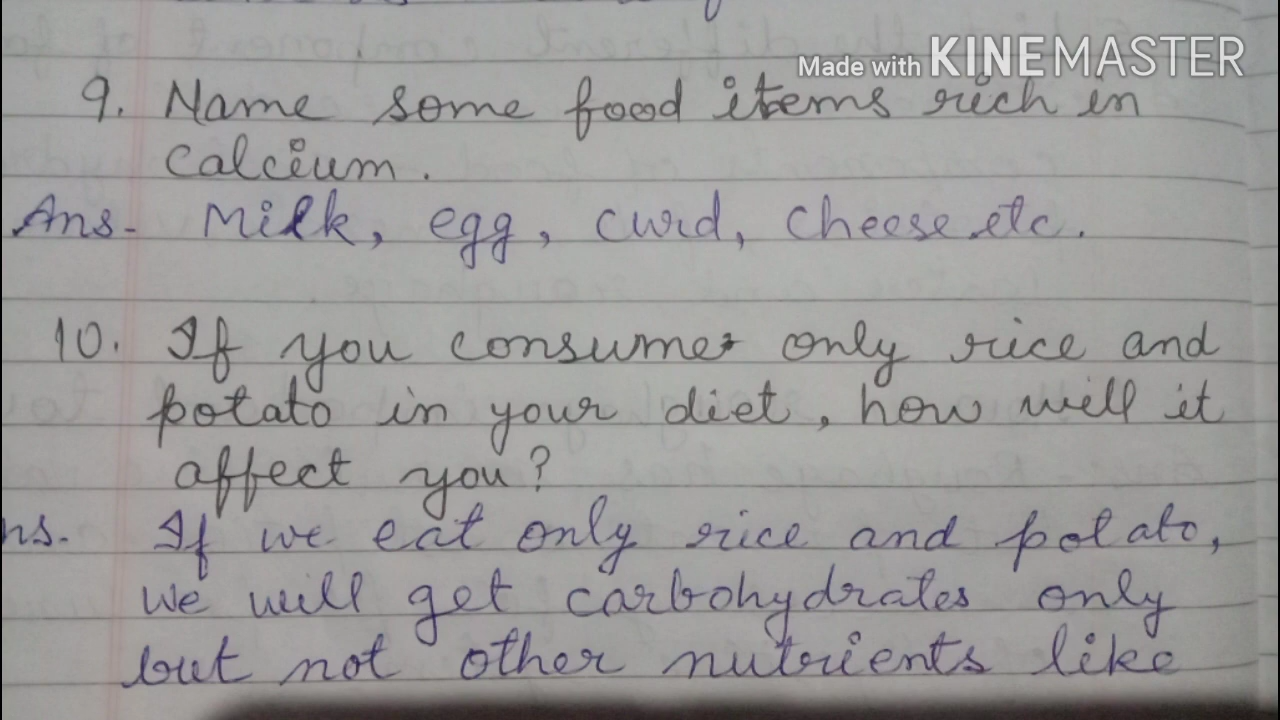 Made with KINEMASTER
9. Name some food items rich in
calcium.
Ans- Milk, egg, curd, cheese etc.
10. If you consume only rice and
potato in your diet, how will it
affect you?
ns. If we eat only rice and potato,
we will get carbohydrates only
but not other nutrients like